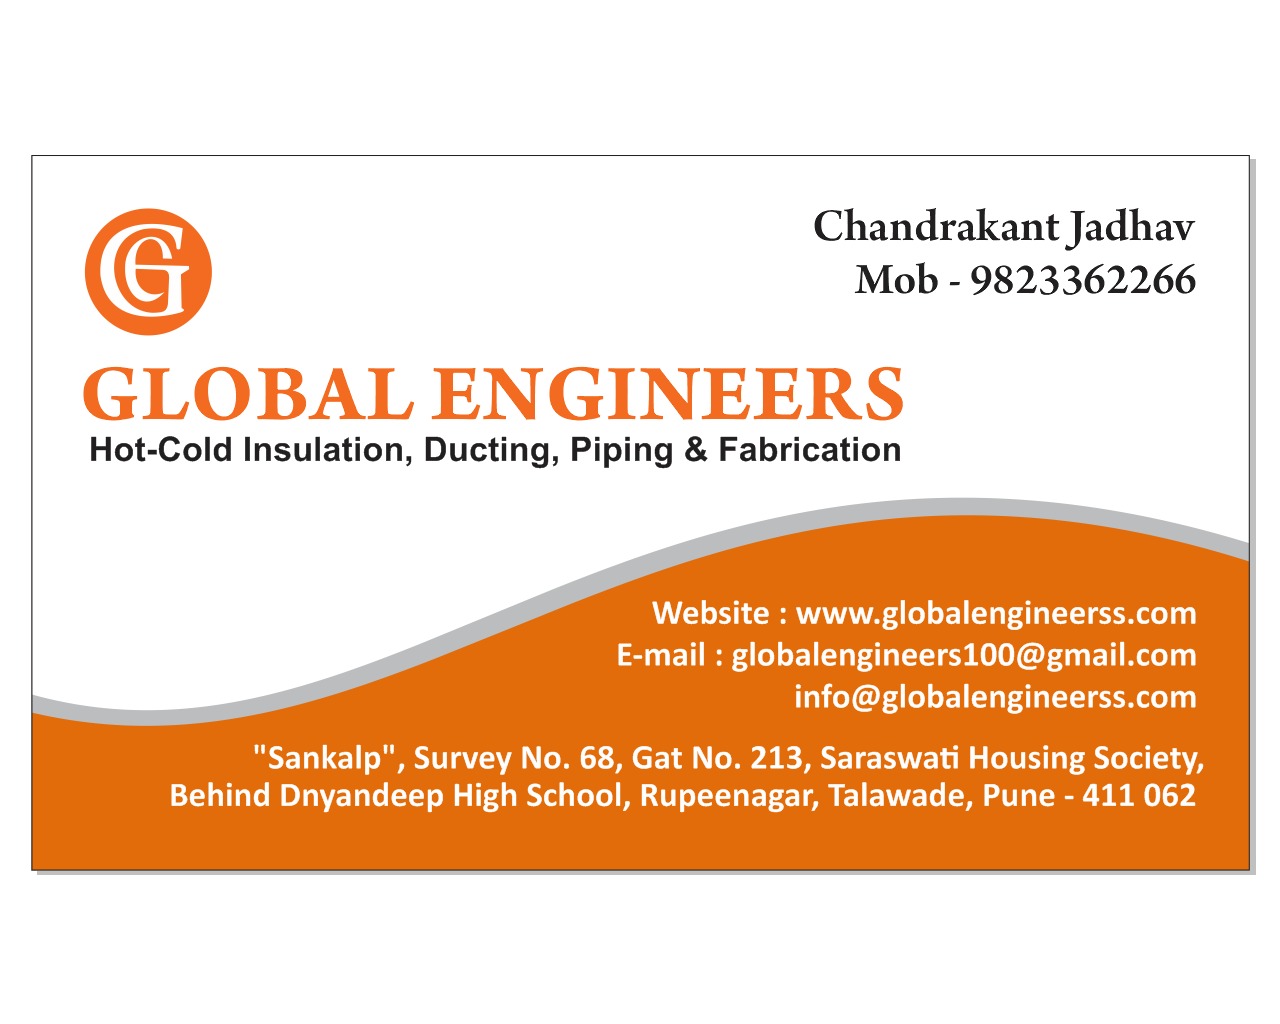 Chandrakant Jadhav
Mob - 9823362266
GLOBAL ENGINEERS
Hot-Cold Insulation, Ducting, Piping & Fabrication
Website : www.globalengineerss.com
E-mail : globalengineers100@gmail.com
info@globalengineerss.com
"Sankalp", Survey No. 68, Gat No. 213, Saraswati Housing Society,
Behind Dnyandeep High School, Rupeenagar, Talawade, Pune - 411 062